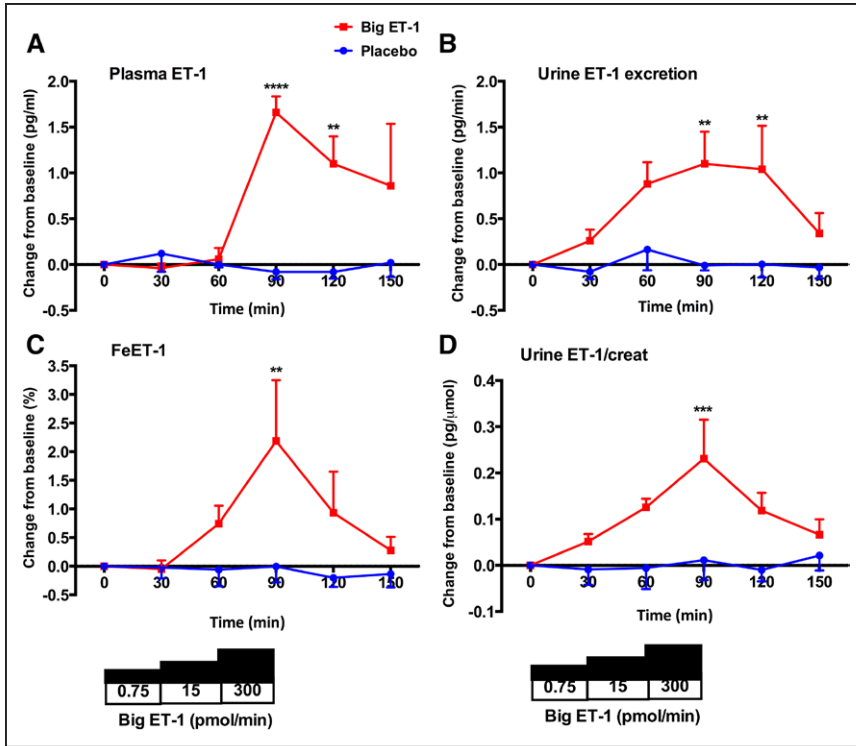 Big ET-1
Placebo
A
Plasma ET-1
Change from baseline (pg/ml)
2.0
1.5
1.0
0.5
0.0
-0.5
****
**
0 30 60 90 120 150
Time (min)
B
Urine ET-1 excretion
Change from baseline (pg/min)
2.0
1.5
1.0
0.5
0.0
-0.5
** **
0 30 60 90 120 150
Time (min)
C
FeET-1
Change from baseline (%)
3.5
3.0
2.5
2.0
1.5
1.0
0.5
0.0
-0.5
**
0 30 60 90 120 150
Time (min)
D
Urine ET-1/creat
Change from baseline (pg/μmol)
0.4
0.3
0.2
0.1
0.0
-0.1
***
0 30 60 90 120 150
Time (min)
0.75 15 300
Big ET-1 (pmol/min)
0.75 15 300
Big ET-1 (pmol/min)